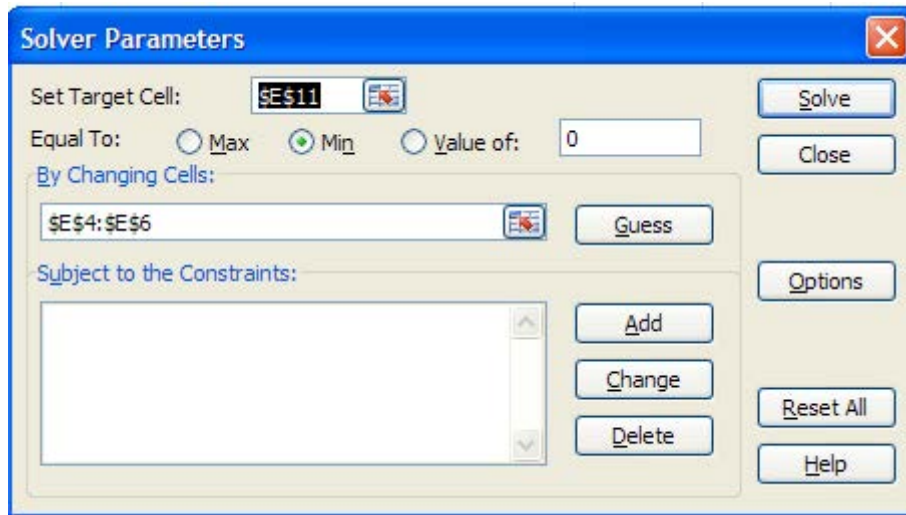 Solver Parameters
Set Target Cell: $E$11 Solve
Equal To: Max Min Value of: 0 Close
By Changing Cells:
$E$4:$E$6 Guess
Subject to the Constraints: Options
Add
Change
Reset All
Delete
Help